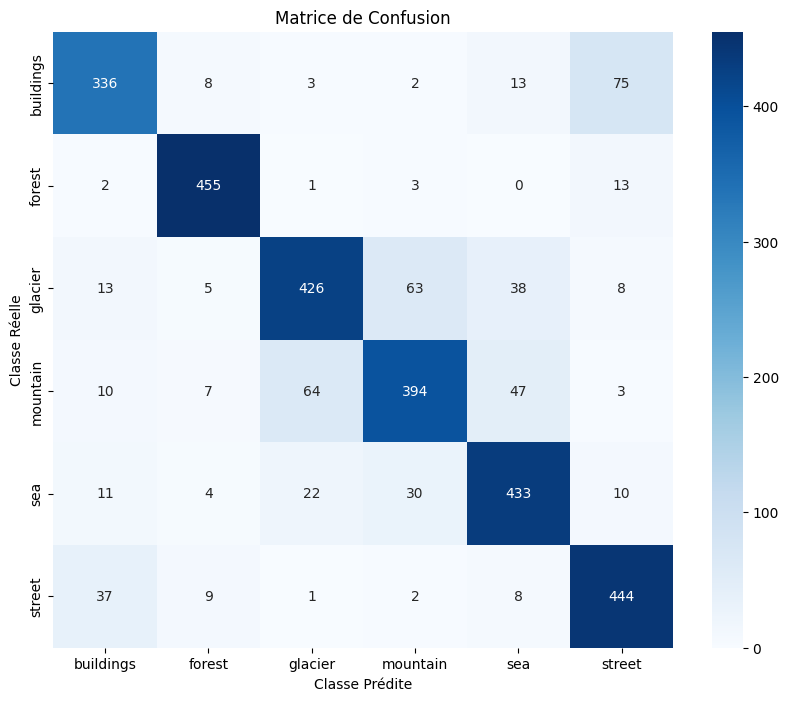 Matrice de Confusion
Classe Réelle
buildings 336 8 3 2 13 75
forest 2 455 1 3 0 13
glacier 13 5 426 63 38 8
mountain 10 7 64 394 47 3
sea 11 4 22 30 433 10
street 37 9 1 2 8 444
buildings forest glacier mountain sea street
Classe Prédite
400
300
200
100
0